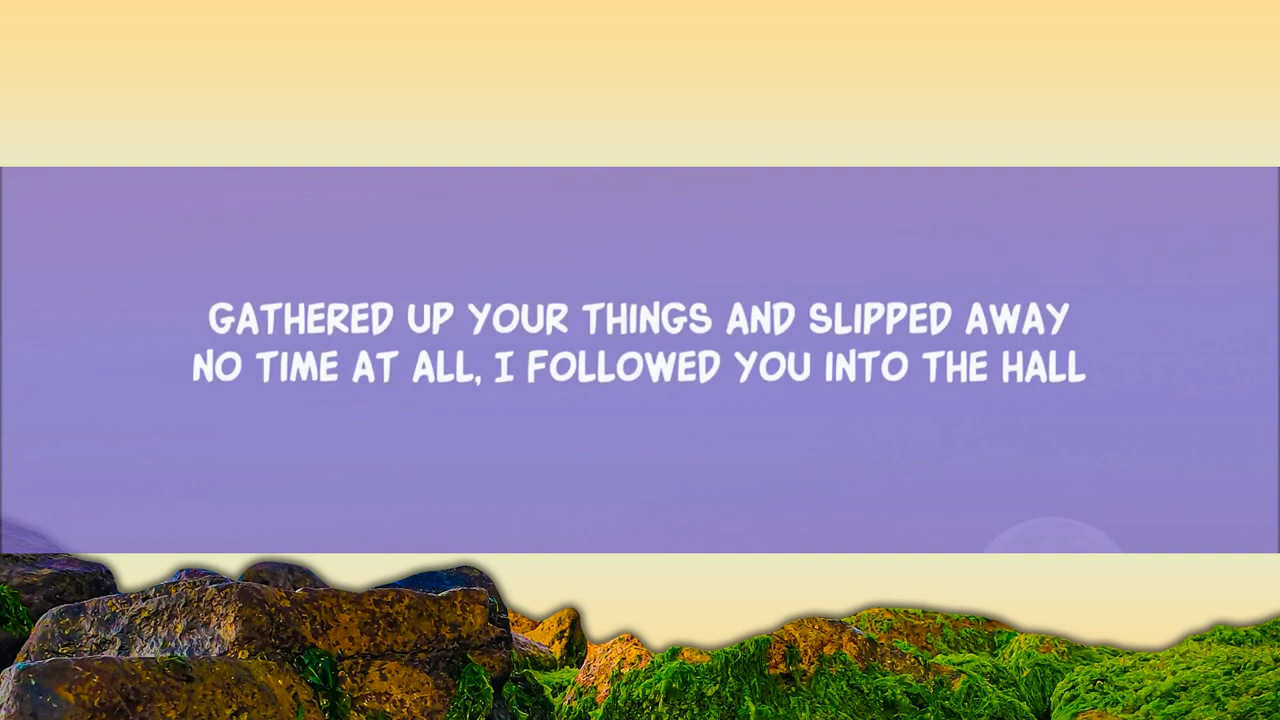 GATHERED UP YOUR THINGS AND SLIPPED AWAY
NO TIME AT ALL, I FOLLOWED YOU INTO THE HALL